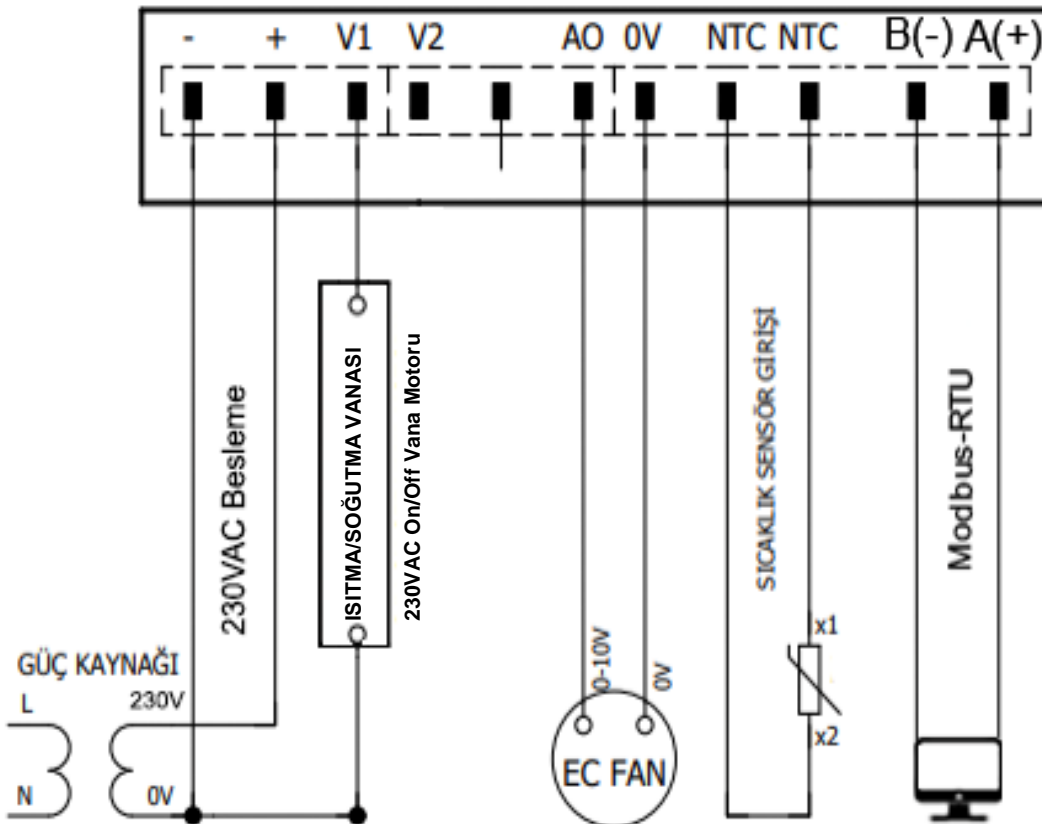 - + V1 V2 AO 0V NTC NTC B(-) A(+)
230VAC Besleme
ISITMA/SOĞUTMA VANASI
230VAC On/Off Vana Motoru
SICAKLIK SENSÖR GİRİŞİ
Modbus-RTU
GÜÇ KAYNAĞI
L 230V
N 0V
0-10V 0V
EC FAN
x1
x2